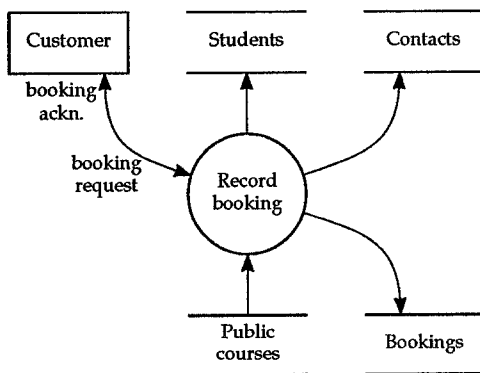 Customer
Students
Contacts
booking
ackn.
booking
request
Record
booking
Public
courses
Bookings